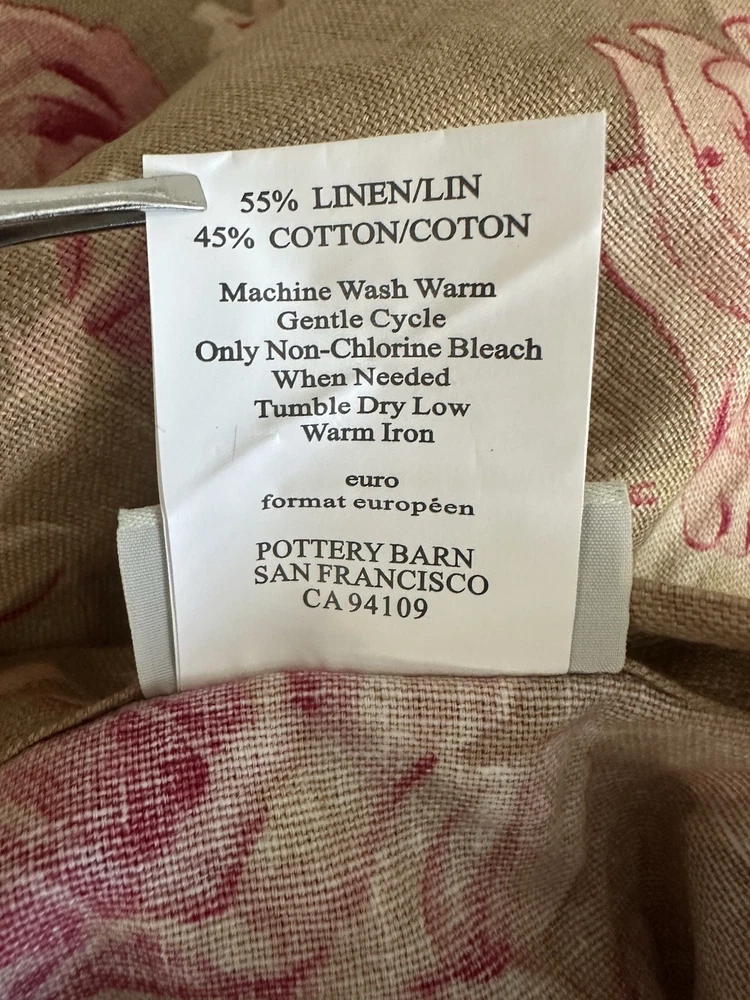 55% LINEN/LIN
45% COTTON/COTON
Machine Wash Warm
Gentle Cycle
Only Non-Chlorine Bleach
When Needed
Tumble Dry Low
Warm Iron
euro
format européen
POTTERY BARN
SAN FRANCISCO
CA 94109